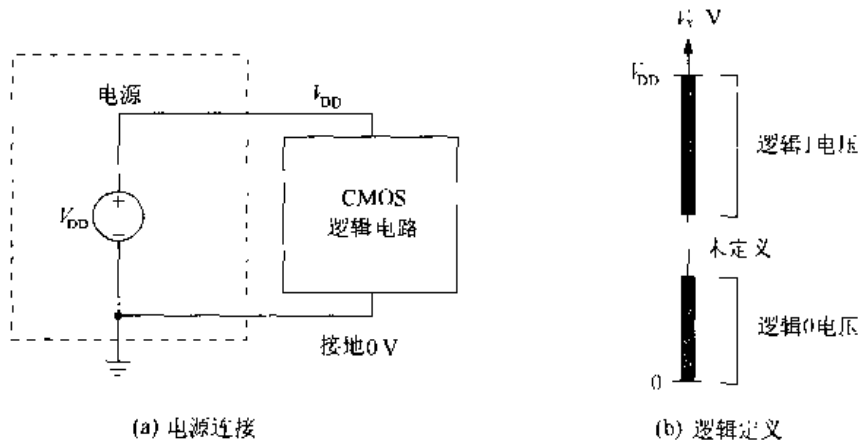 电源
V_DD
V_DD
CMOS
逻辑电路
接地0 V
(a) 电源连接
V_x V
V_DD
逻辑1电压
未定义
逻辑0电压
0
(b) 逻辑定义